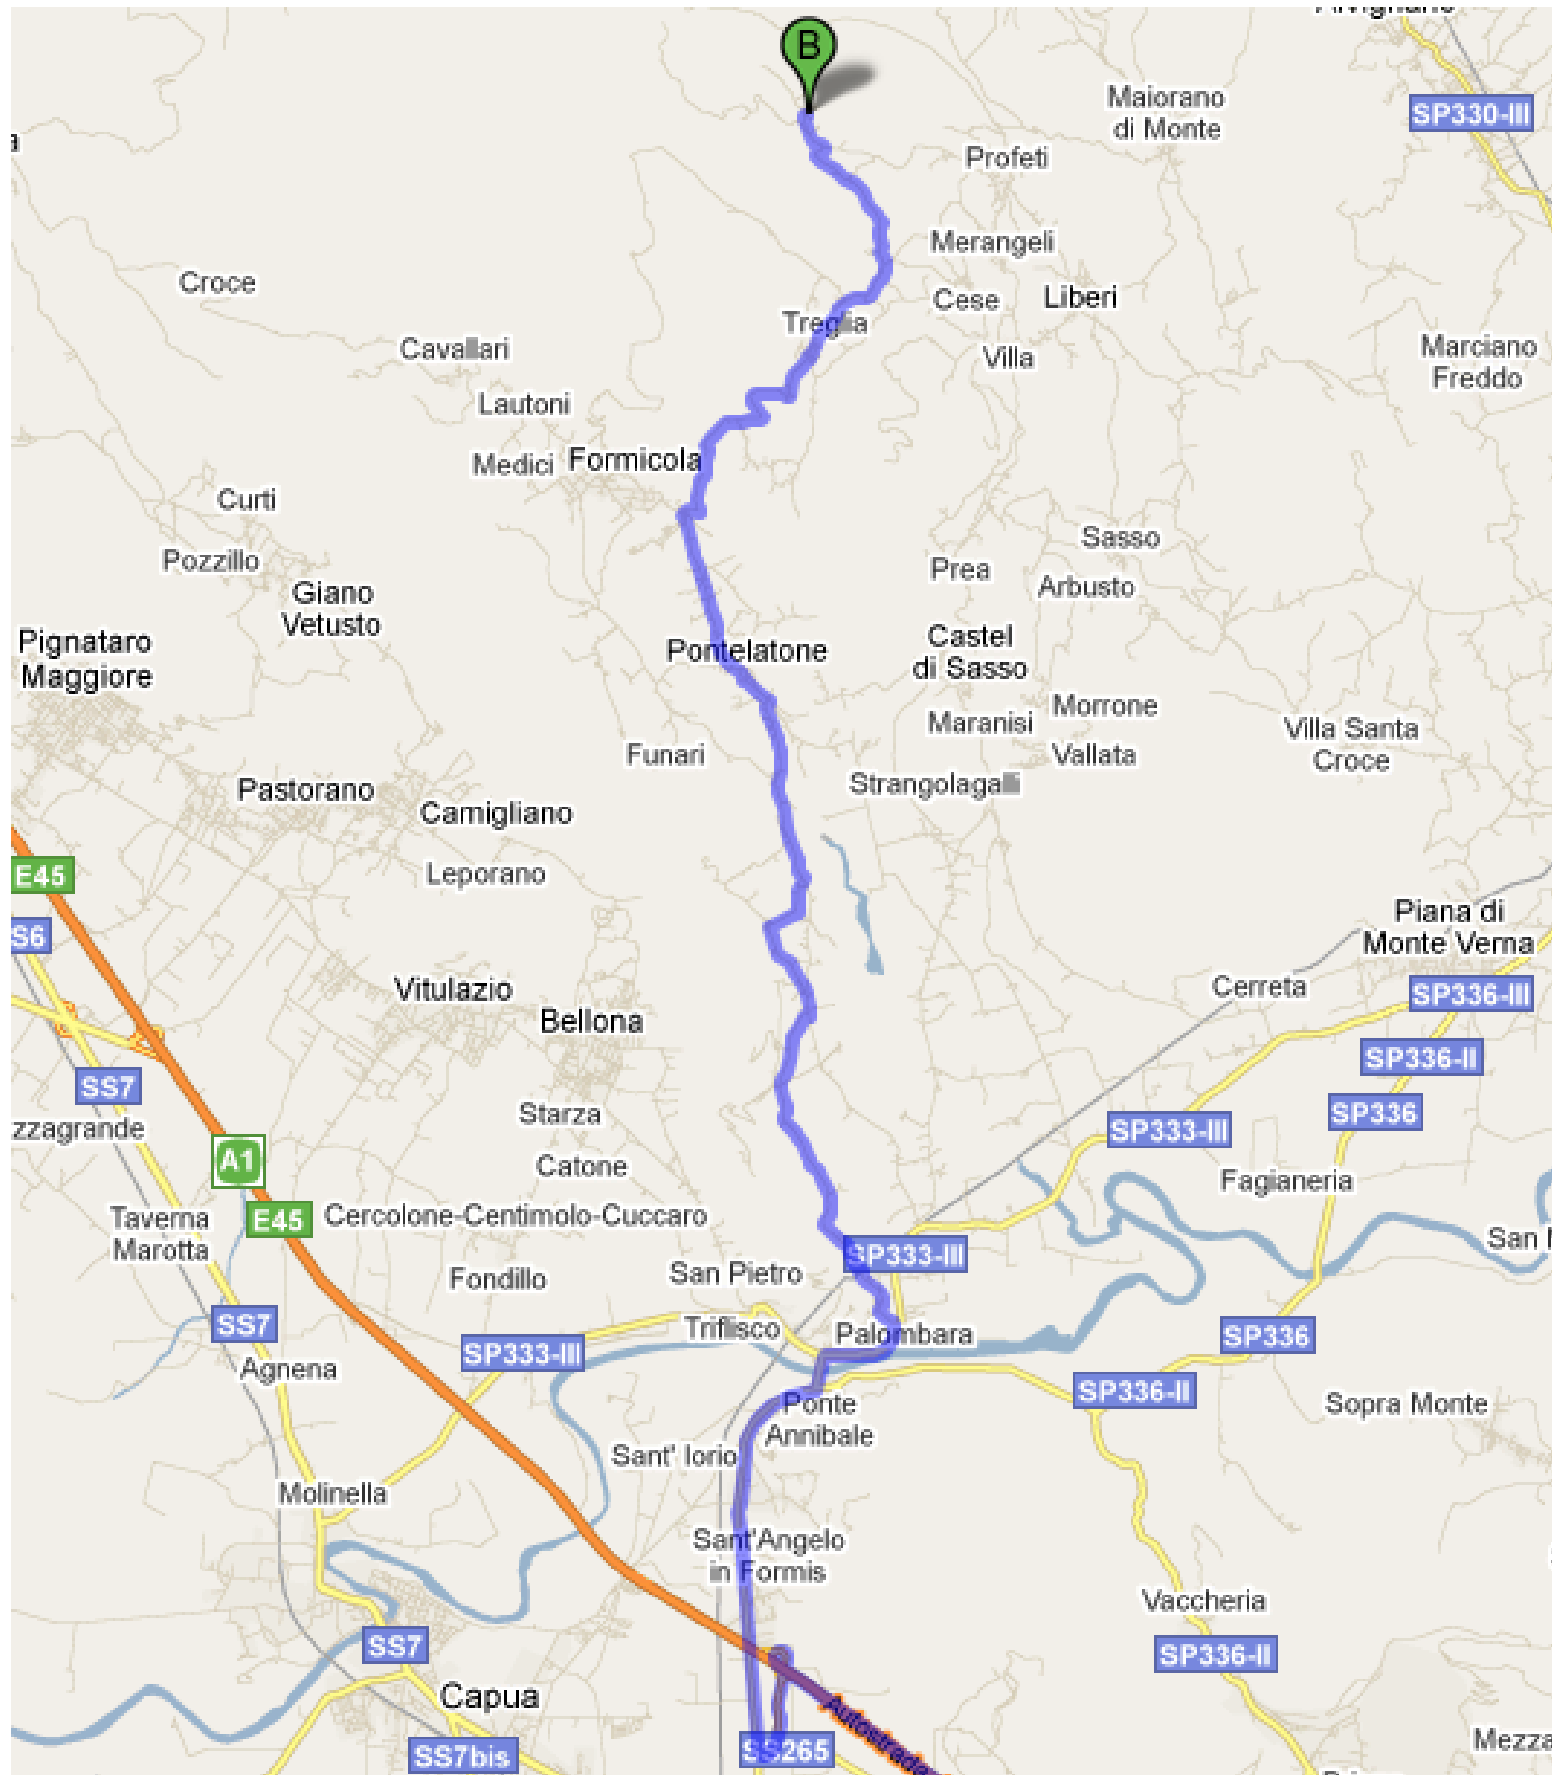 B
Maiorano
di Monte
SP330-III
Profeti
Merangeli
Croce
Cese
Liberi
Treglia
Cavallari
Villa
Marciano
Freddo
Lautoni
Medici
Formicola
Curti
Sasso
Pozzillo
Prea
Arbusto
Giano
Vetusto
Pignataro
Maggiore
Pontelatone
Castel
di Sasso
Morrone
Maranisi
Villa Santa
Croce
Funari
Vallata
Strangolagalli
Pastorano
Camigliano
E45
Leporano
Piana di
Monte Verna
S6
Vitulazio
Cerreta
SP336-III
Bellona
SP336-II
SS7
Starza
SP336
zzagrande
SP333-III
A1
Catone
Fagianeria
Taverna
Marotta
E45
Cercolone-Centimolo-Cuccaro
San
SP333-III
San Pietro
Fondillo
SS7
Triflisco
Palombara
SP336
SP333-III
Agnena
SP336-II
Ponte
Annibale
Sopra Monte
Sant' Iorio
Molinella
Sant'Angelo
in Formis
Vaccheria
SS7
SP336-II
Capua
Autostrada
SS265
SS7bis
Mezza